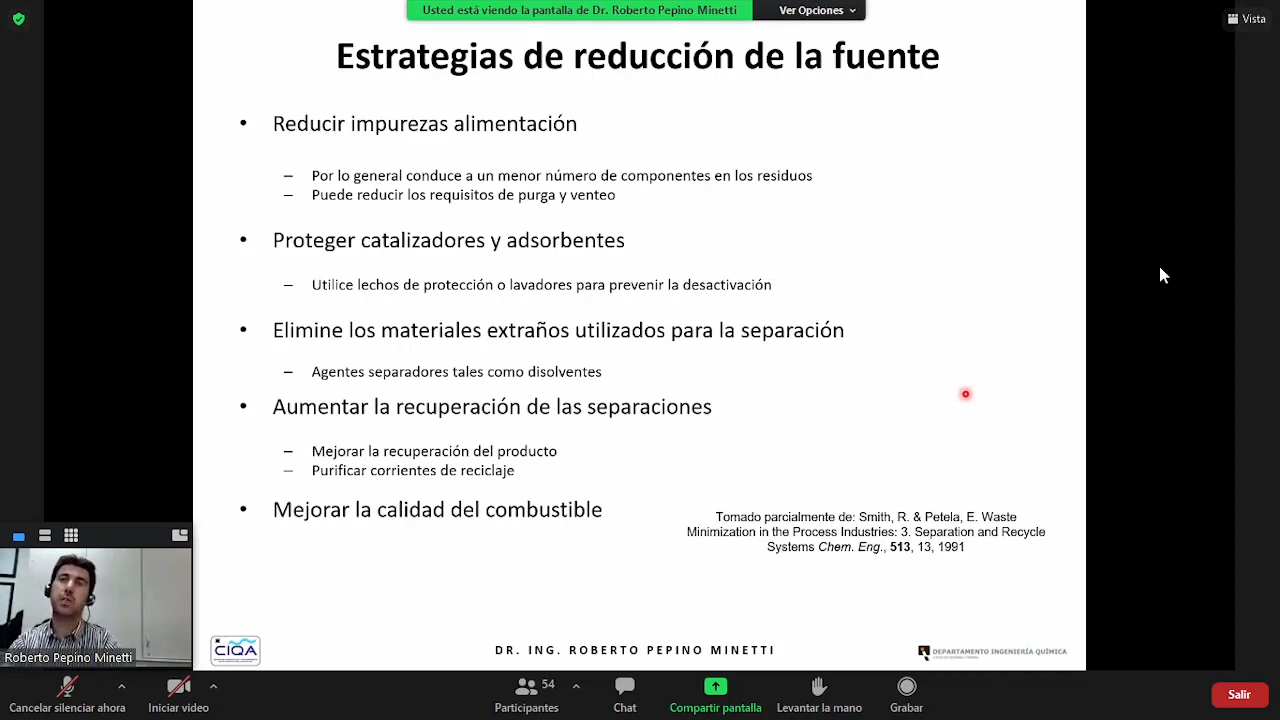 Usted está viendo la pantalla de Dr. Roberto Pepino Minetti
Ver Opciones
Vista
Estrategias de reducción de la fuente
• Reducir impurezas alimentación
– Por lo general conduce a un menor número de componentes en los residuos
– Puede reducir los requisitos de purga y venteo
• Proteger catalizadores y adsorbentes
– Utilice lechos de protección o lavadores para prevenir la desactivación
• Elimine los materiales extraños utilizados para la separación
– Agentes separadores tales como disolventes
• Aumentar la recuperación de las separaciones
– Mejorar la recuperación del producto
– Purificar corrientes de reciclaje
• Mejorar la calidad del combustible
Tomado parcialmente de: Smith, R. & Petela, E. Waste
Minimization in the Process Industries: 3. Separation and Recycle
Systems Chem. Eng., 513, 13, 1991
Roberto Pepino Minetti
CIQA
DR. ING. ROBERTO PEPINO MINETTI
DEPARTAMENTO INGENIERÍA QUÍMICA
Cancelar silenciar ahora
Iniciar video
54
Participantes
Chat
Compartir pantalla
Levantar la mano
Grabar
Salir